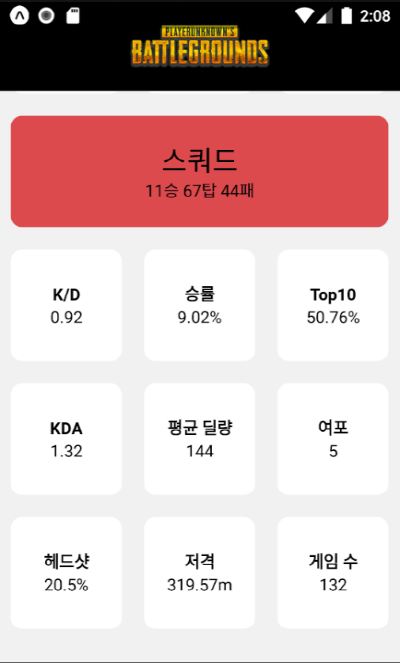 2:08
PLAYERUNKNOWN'S
BATTLEGROUNDS
스쿼드
11승 67탑 44패
K/D
0.92
승률
9.02%
Top10
50.76%
KDA
1.32
평균 딜량
144
여포
5
헤드샷
20.5%
저격
319.57m
게임 수
132